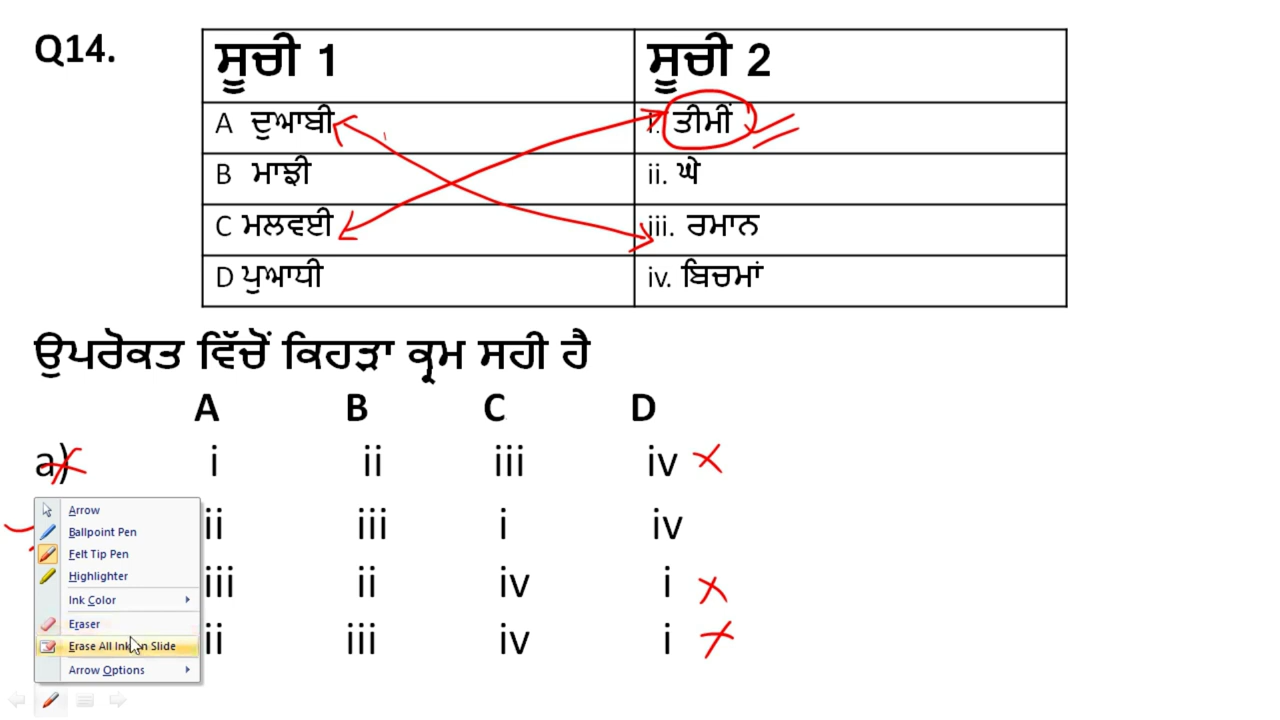 Q14.
ਸੂਚੀ 1 ਸੂਚੀ 2
A ਦੁਆਬੀ i. ਤੀਮੀਂ
B ਮਾਝੀ ii. ਘੇ
C ਮਲਵਈ iii. ਰਮਾਨ
D ਪੁਆਧੀ iv. ਬਿਚਮਾਂ
ਉਪਰੋਕਤ ਵਿੱਚੋਂ ਕਿਹੜਾ ਕ੍ਰਮ ਸਹੀ ਹੈ
A B C D
a) i ii iii iv
ii iii i iv
iii ii iv i
ii iii iv i
Arrow
Ballpoint Pen
Felt Tip Pen
Highlighter
Ink Color
Eraser
Erase All Ink on Slide
Arrow Options